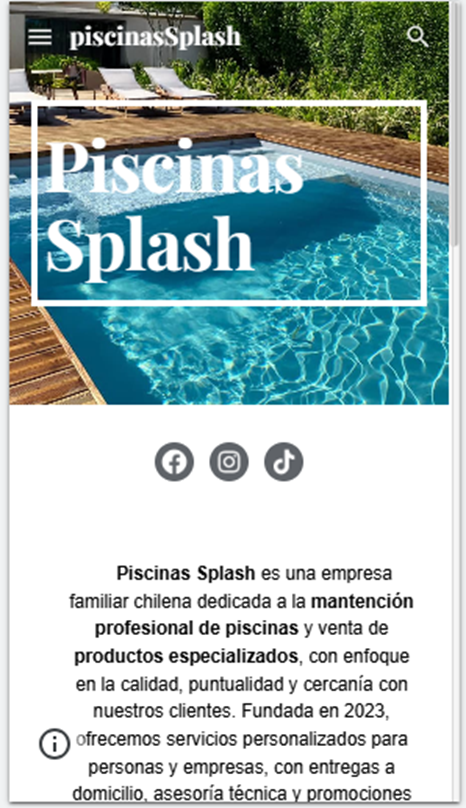 piscinasSplash
Piscinas
Splash
Piscinas Splash es una empresa
familiar chilena dedicada a la mantención
profesional de piscinas y venta de
productos especializados, con enfoque
en la calidad, puntualidad y cercanía con
nuestros clientes. Fundada en 2023,
ofrecemos servicios personalizados para
personas y empresas, con entregas a
domicilio, asesoría técnica y promociones